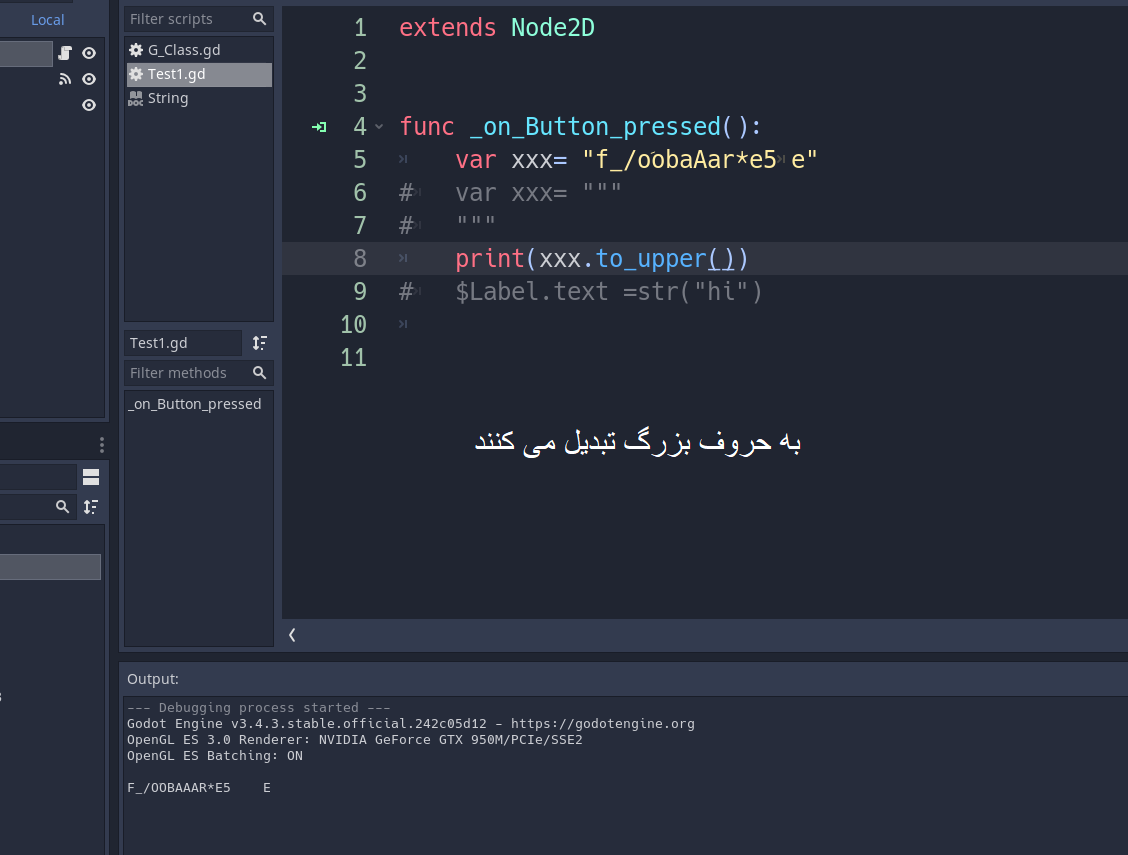 Local
Filter scripts
G_Class.gd
Test1.gd
String
Test1.gd
Filter methods
_on_Button_pressed
1 extends Node2D
2
3
4 func _on_Button_pressed():
5 var xxx= "f_/oobaAar*e5 e"
6 # var xxx= """
7 # """
8 print(xxx.to_upper())
9 # $Label.text =str("hi")
10
11
به حروف بزرگ تبدیل می کنند
Output:
--- Debugging process started ---
Godot Engine v3.4.3.stable.official.242c05d12 - https://godotengine.org
OpenGL ES 3.0 Renderer: NVIDIA GeForce GTX 950M/PCIe/SSE2
OpenGL ES Batching: ON
F_/OOBAAAR*E5    E